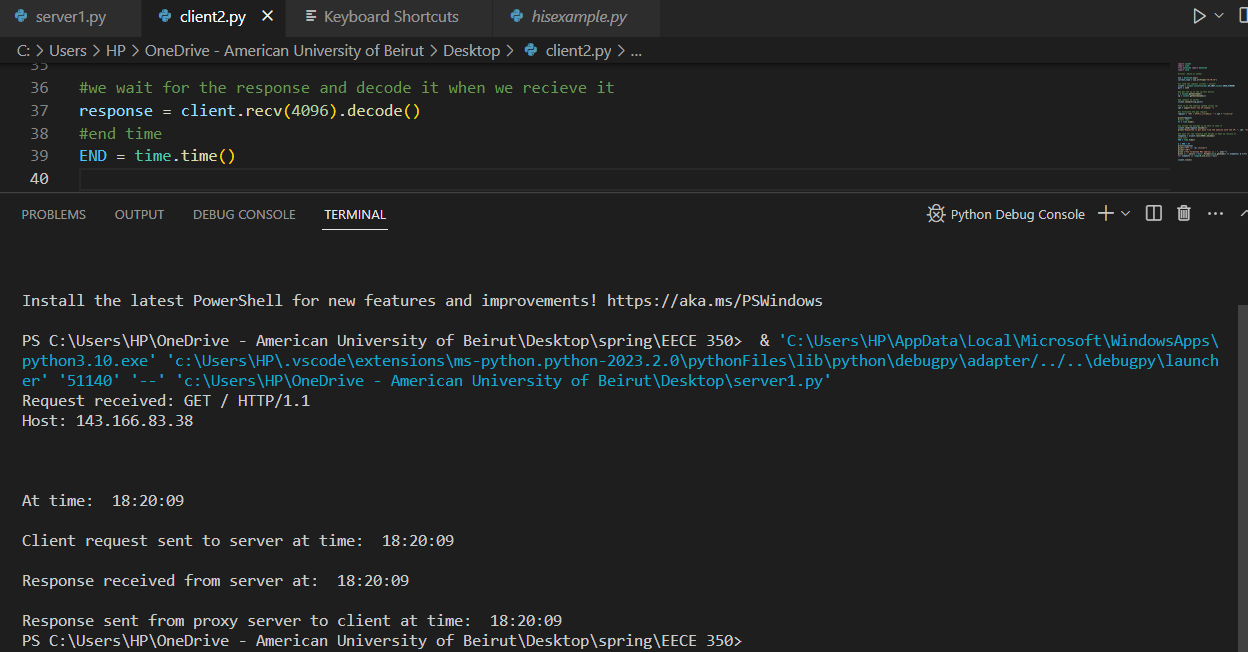 server1.py client2.py Keyboard Shortcuts hisexample.py
C: > Users > HP > OneDrive - American University of Beirut > Desktop > client2.py > ...
35
36 #we wait for the response and decode it when we recieve it
37 response = client.recv(4096).decode()
38 #end time
39 END = time.time()
40
PROBLEMS OUTPUT DEBUG CONSOLE TERMINAL Python Debug Console
Install the latest PowerShell for new features and improvements! https://aka.ms/PSWindows
PS C:\Users\HP\OneDrive - American University of Beirut\Desktop\spring\EECE 350> & 'C:\Users\HP\AppData\Local\Microsoft\WindowsApps\
python3.10.exe' 'c:\Users\HP\.vscode\extensions\ms-python.python-2023.2.0\pythonFiles\lib\python\debugpy\adapter/../..\debugpy\launch
er' '51140' '--' 'c:\Users\HP\OneDrive - American University of Beirut\Desktop\server1.py'
Request received: GET / HTTP/1.1
Host: 143.166.83.38
At time:  18:20:09
Client request sent to server at time:  18:20:09
Response received from server at:  18:20:09
Response sent from proxy server to client at time:  18:20:09
PS C:\Users\HP\OneDrive - American University of Beirut\Desktop\spring\EECE 350>